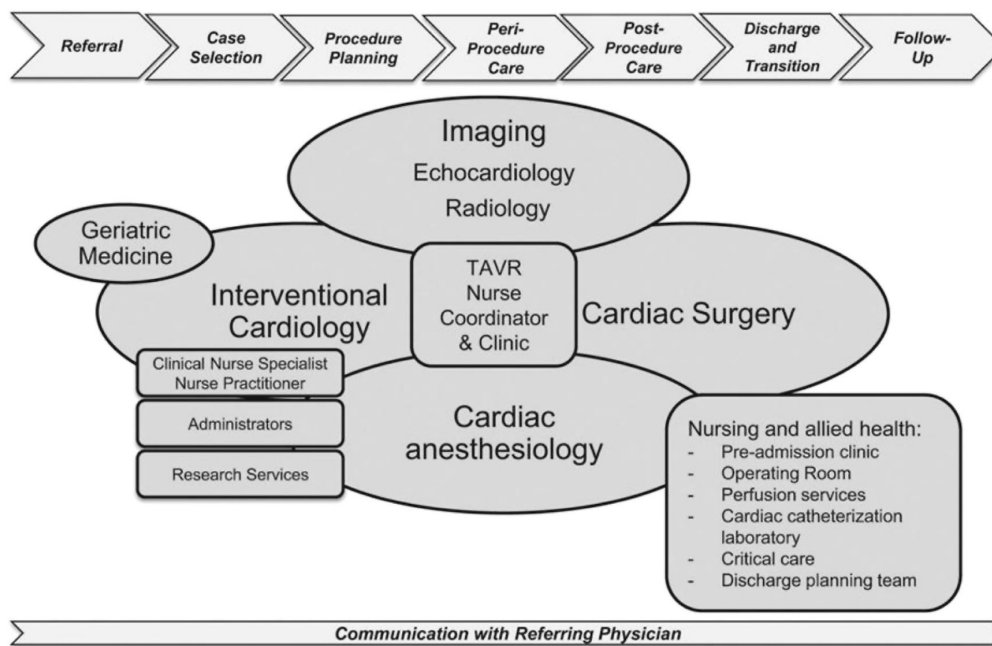 Referral
Case
Selection
Procedure
Planning
Peri-
Procedure
Care
Post-
Procedure
Care
Discharge
and
Transition
Follow-
Up
Imaging
Echocardiology
Radiology
Geriatric
Medicine
Interventional
Cardiology
TAVR
Nurse
Coordinator
& Clinic
Cardiac Surgery
Clinical Nurse Specialist
Nurse Practitioner
Administrators
Research Services
Cardiac
anesthesiology
Nursing and allied health:
- Pre-admission clinic
- Operating Room
- Perfusion services
- Cardiac catheterization
laboratory
- Critical care
- Discharge planning team
Communication with Referring Physician